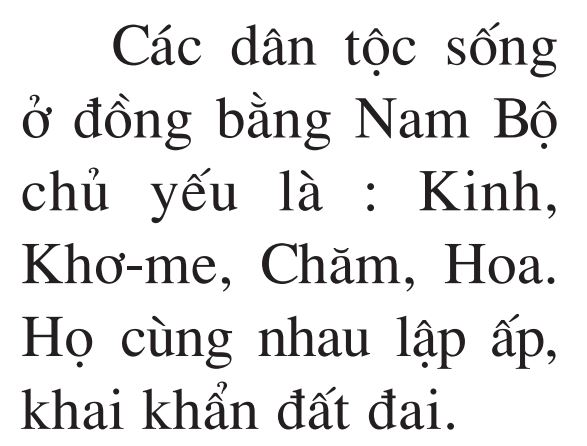 Các dân tộc sống
ở đồng bằng Nam Bộ
chủ yếu là : Kinh,
Khơ-me, Chăm, Hoa.
Họ cùng nhau lập ấp,
khai khẩn đất đai.